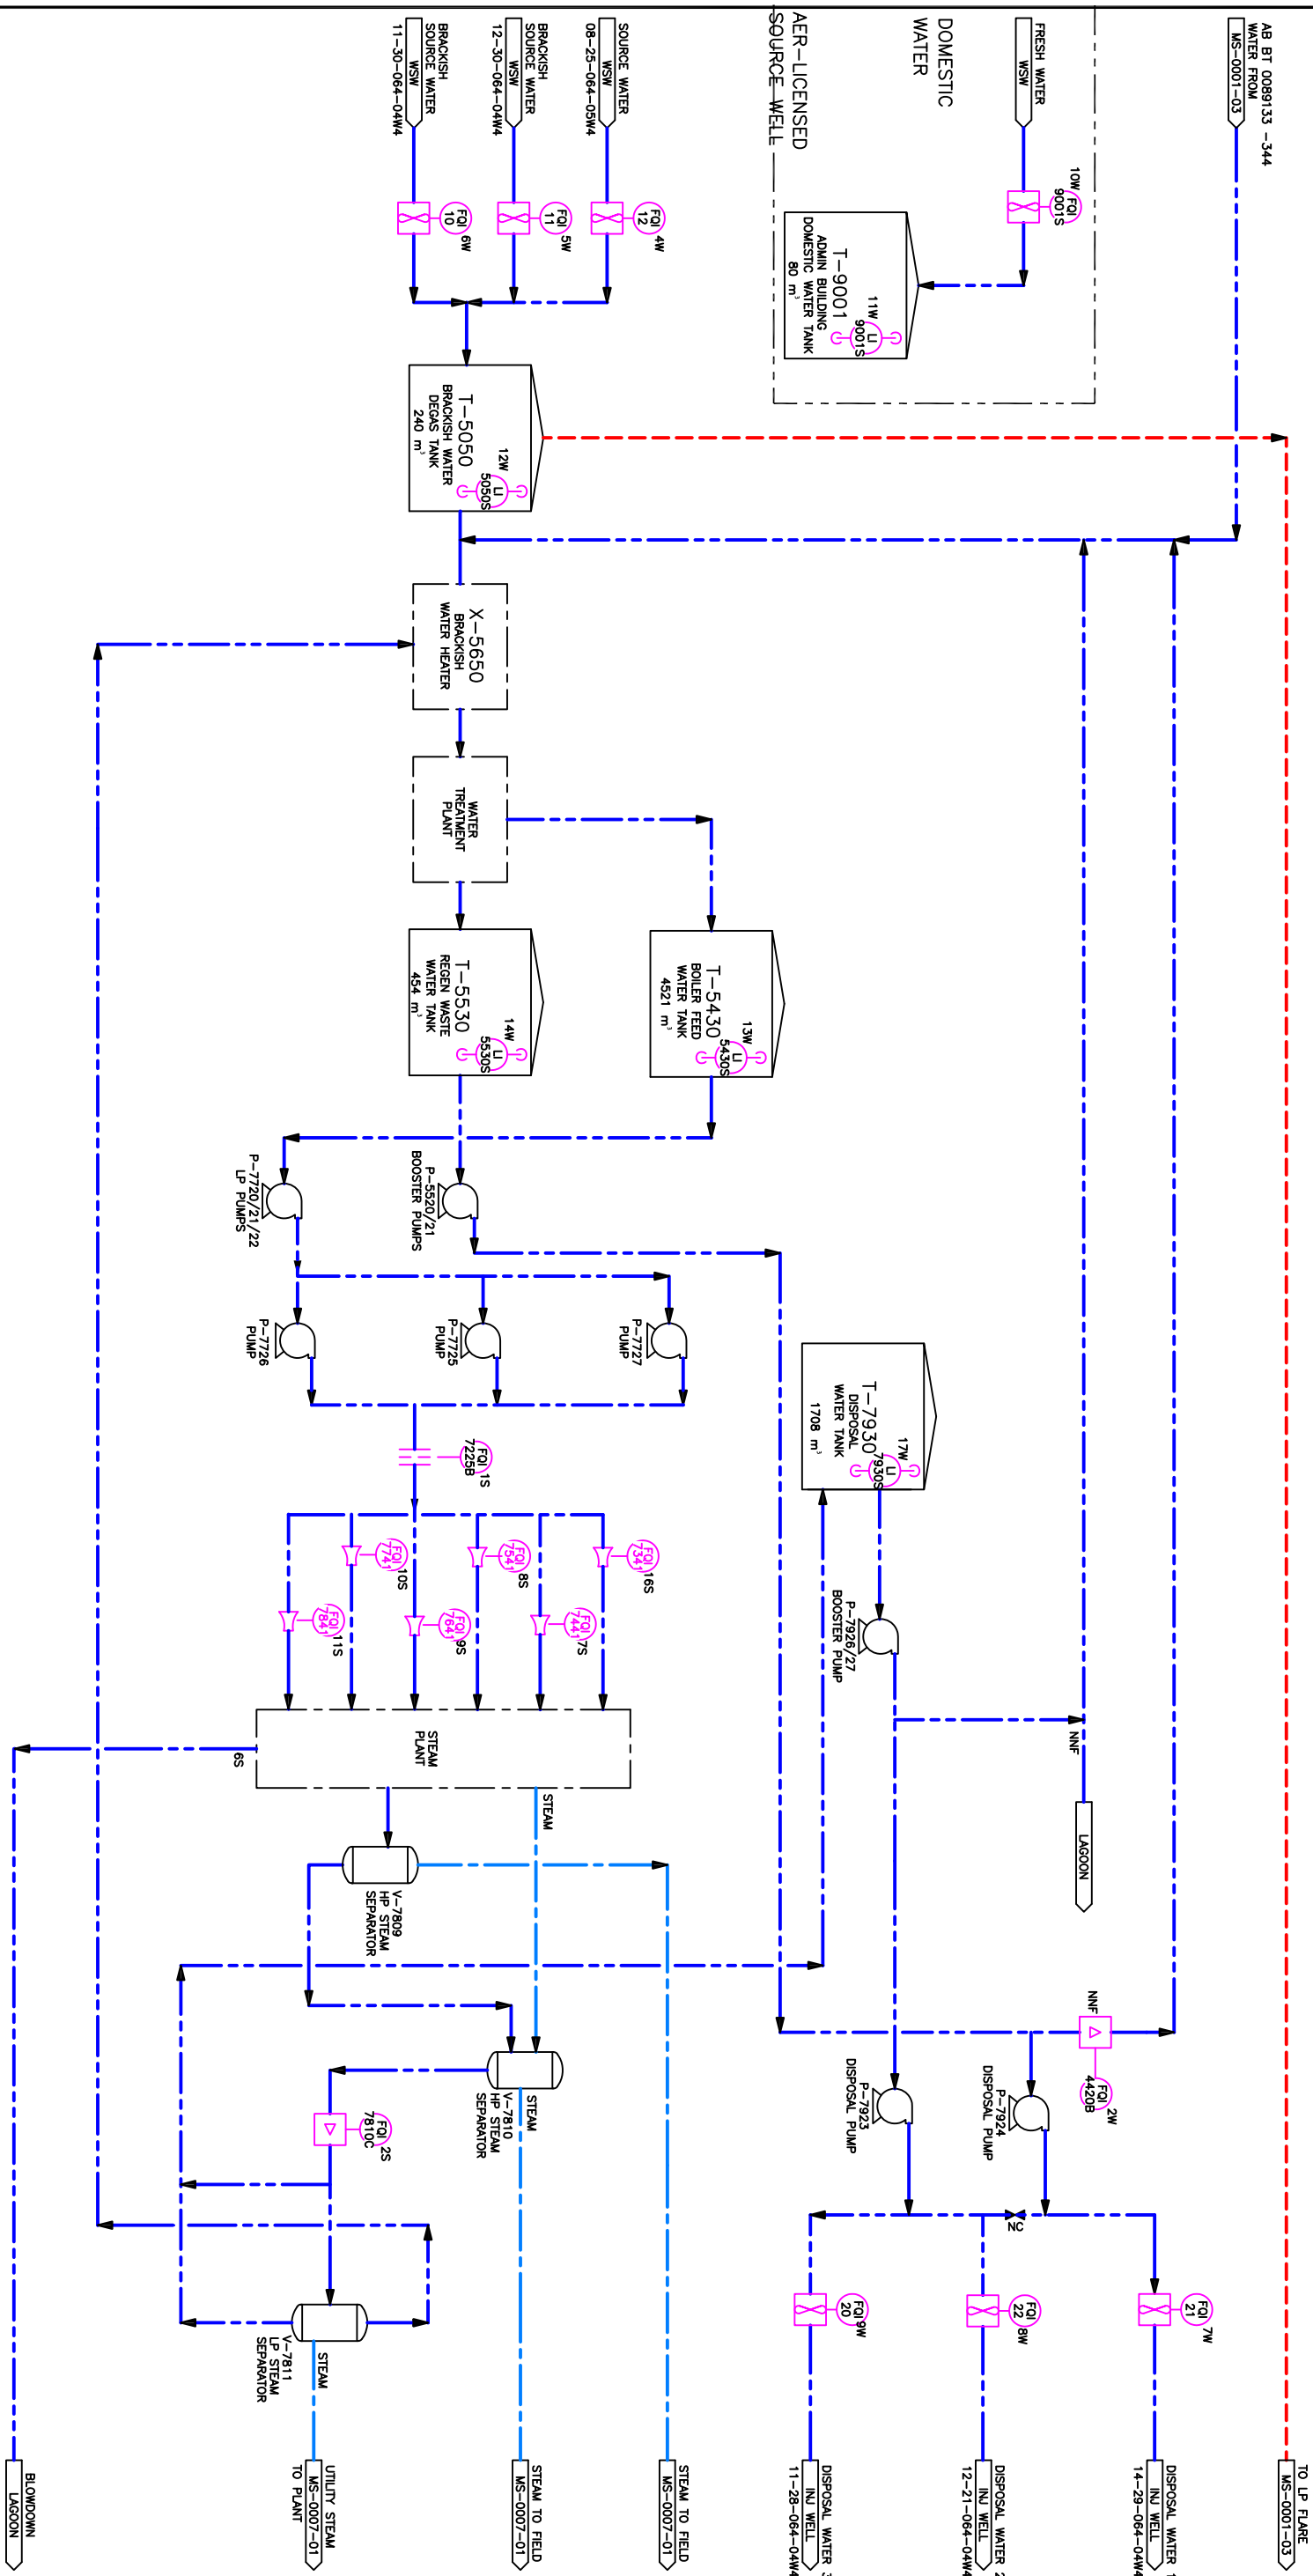 AB BT 0089133 -344
WATER FROM
MS-0001-03
FRESH WATER
WSW
10W
FQI
9001S
DOMESTIC
WATER
T-9001
ADMIN BUILDING
DOMESTIC WATER TANK
80 m³
11W
LI
9001S
AER-LICENSED
SOURCE WELL
SOURCE WATER
WSW
08-25-064-05W4
FQI
12
4W
BRACKISH
SOURCE WATER
WSW
12-30-064-04W4
FQI
11
5W
BRACKISH
SOURCE WATER
WSW
11-30-064-04W4
FQI
10
6W
T-5050
BRACKISH WATER
DEGAS TANK
240 m³
12W
LI
5050S
X-5650
BRACKISH
WATER HEATER
WATER
TREATMENT
PLANT
T-5430
BOILER FEED
WATER TANK
4521 m³
13W
LI
5430S
T-5530
REGEN WASTE
WATER TANK
454 m³
14W
LI
5530S
P-5520/21
BOOSTER PUMPS
P-7720/21/22
LP PUMPS
P-7727
PUMP
P-7725
PUMP
P-7726
PUMP
T-7930
DISPOSAL
WATER TANK
1708 m³
17W
LI
7930S
FQI
7225B
1S
FQI
7341
16S
FQI
7441
7S
FQI
7541
8S
FQI
7641
9S
FQI
7741
10S
FQI
7841
11S
P-7926/27
BOOSTER PUMP
NNF
LAGOON
STEAM
PLANT
6S
STEAM
V-7809
HP STEAM
SEPARATOR
STEAM
V-7810
HP STEAM
SEPARATOR
FQI
7810C
2S
NNF
FQI
4420B
2W
P-7924
DISPOSAL PUMP
P-7923
DISPOSAL PUMP
NC
FQI
21
7W
FQI
22
8W
FQI
20
9W
STEAM
V-7811
LP STEAM
SEPARATOR
TO LP FLARE
MS-0001-03
DISPOSAL WATER 1
INJ WELL
14-29-064-04W4
DISPOSAL WATER 2
INJ WELL
12-21-064-04W4
DISPOSAL WATER 3
INJ WELL
11-28-064-04W4
STEAM TO FIELD
MS-0007-01
STEAM TO FIELD
MS-0007-01
UTILITY STEAM
MS-0007-01
TO PLANT
BLOWDOWN
LAGOON